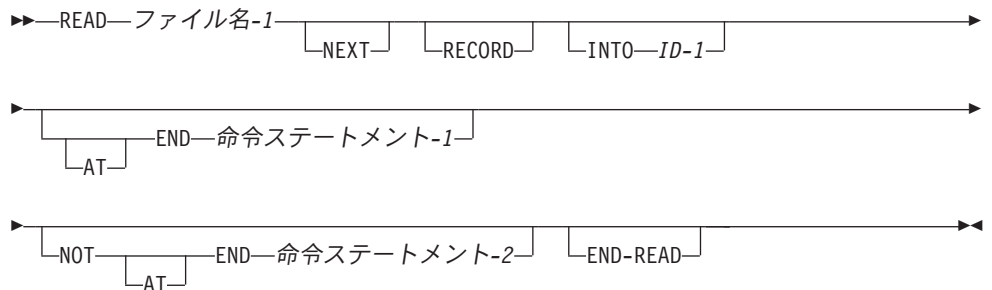 READ ファイル名-1
NEXT RECORD INTO ID-1
END 命令ステートメント-1
AT
NOT END 命令ステートメント-2 END-READ
AT